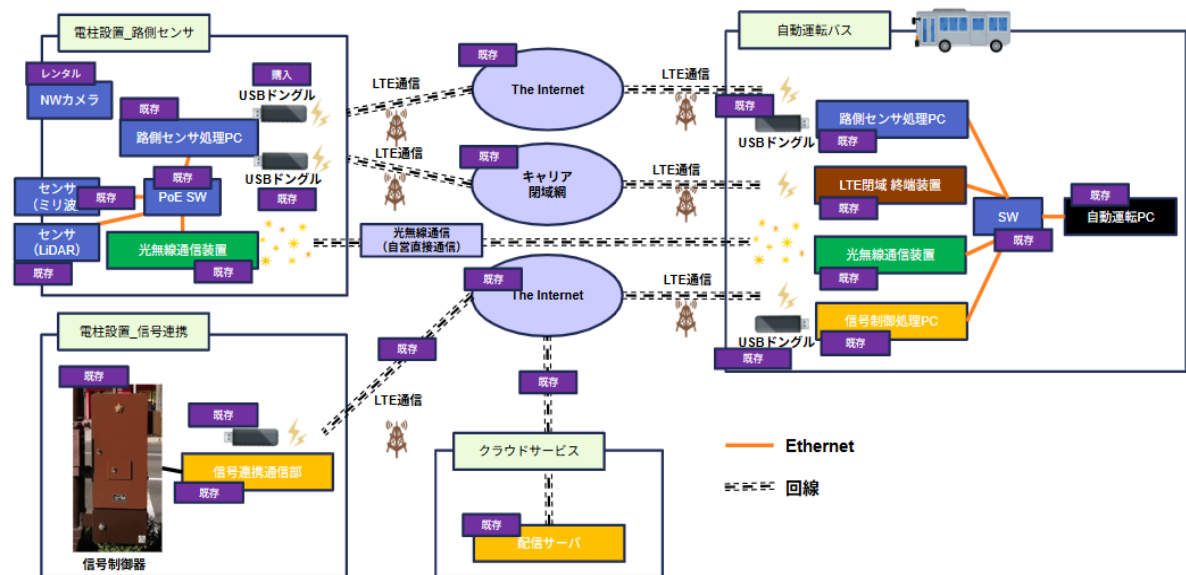 電柱設置_路側センサ
レンタル
NWカメラ
購入
USBドングル
既存
路側センサ処理PC
既存
USBドングル
既存
センサ
（ミリ波
既存
PoE SW
センサ
（LiDAR）
既存
光無線通信装置
既存
LTE通信
既存
The Internet
LTE通信
LTE通信
既存
キャリア
閉域網
LTE通信
光無線通信
（自営直接通信）
既存
The Internet
LTE通信
自動運転バス
既存
USBドングル
路側センサ処理PC
既存
LTE閉域 終端装置
既存
SW
既存
既存
自動運転PC
光無線通信装置
既存
信号制御処理PC
既存
USBドングル
既存
電柱設置_信号連携
既存
既存
信号連携通信部
既存
信号制御器
既存
LTE通信
既存
クラウドサービス
既存
配信サーバ
Ethernet
回線